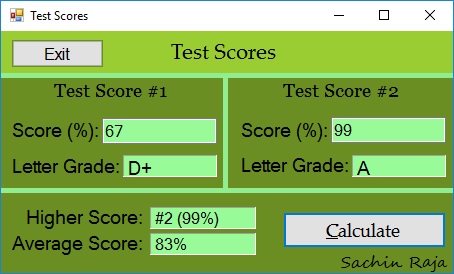 Test Scores
Exit
Test Scores
Test Score #1
Score (%): 67
Letter Grade: D+
Test Score #2
Score (%): 99
Letter Grade: A
Higher Score: #2 (99%)
Average Score: 83%
Calculate
Sachin Raja